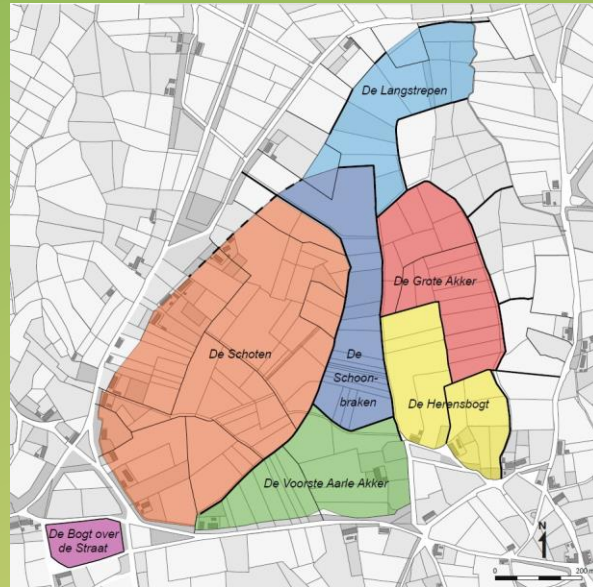 De Langstrepen
De Grote Akker
De Schoten
De
Schoon-
braken
De Herensbogt
De Voorste Aarle Akker
De Bogt over
de Straat
N
0
200 m